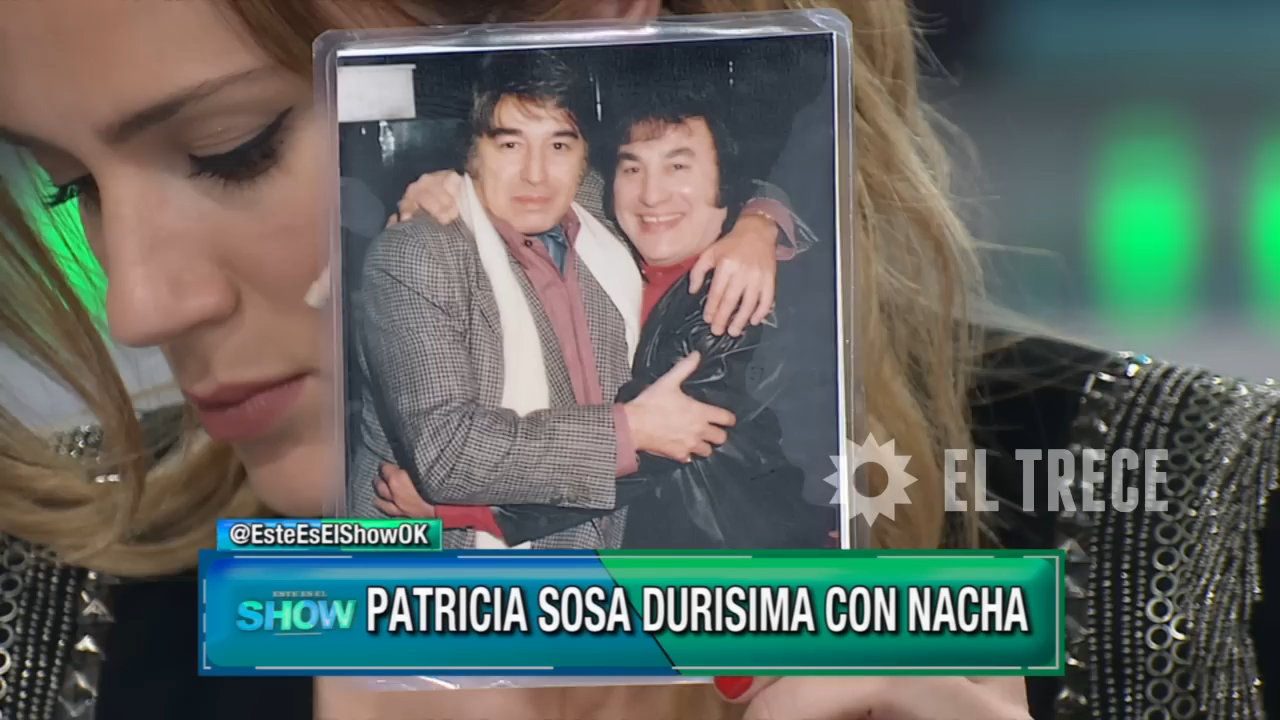 EL TRECE
@EsteEsElShowOK
ESTE ES EL
SHOW
PATRICIA SOSA DURISIMA CON NACHA